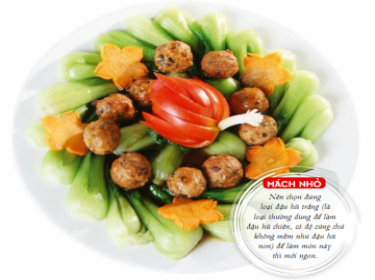 MÁCH NHỎ
Nên chọn đúng
loại đậu hũ trắng (là
loại thường dùng để làm
đậu hũ chiên, có độ cứng chứ
không mềm như đậu hũ
non) để làm món này
thì mới ngon.